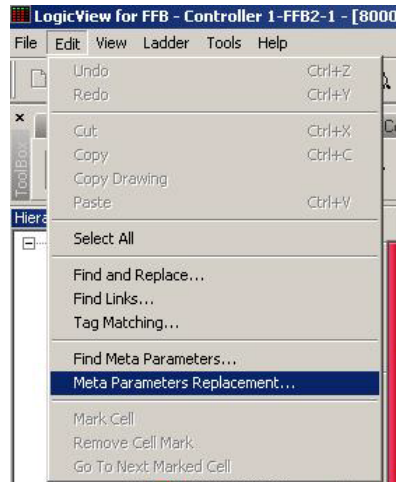 LogicView for FFB - Controller 1-FFB2-1 - [8000
File Edit View Ladder Tools Help
Undo Ctrl+Z
Redo Ctrl+Y
Cut Ctrl+X
Copy Ctrl+C
Copy Drawing
Paste Ctrl+V
Select All
Find and Replace...
Find Links...
Tag Matching...
Find Meta Parameters...
Meta Parameters Replacement...
Mark Cell
Remove Cell Mark
Go To Next Marked Cell
ToolBox
Hiera